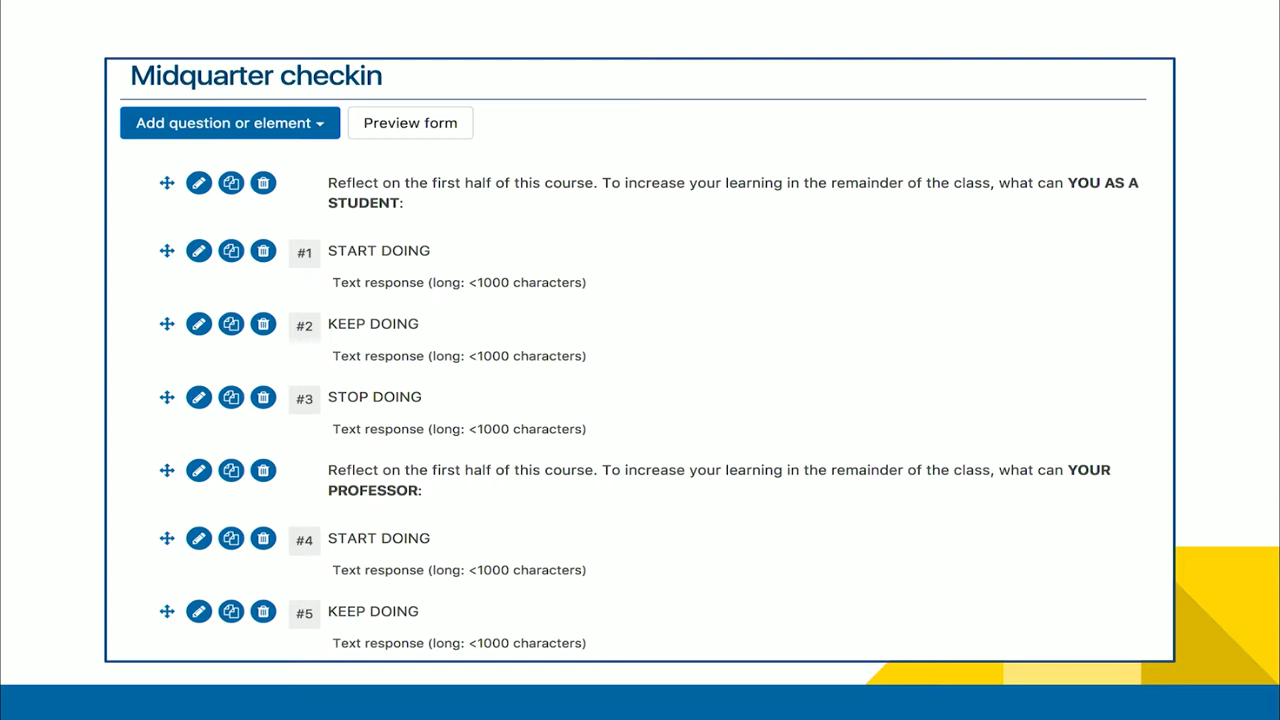 Midquarter checkin
Add question or element
Preview form
Reflect on the first half of this course. To increase your learning in the remainder of the class, what can YOU AS A
STUDENT:
#1 START DOING
Text response (long: <1000 characters)
#2 KEEP DOING
Text response (long: <1000 characters)
#3 STOP DOING
Text response (long: <1000 characters)
Reflect on the first half of this course. To increase your learning in the remainder of the class, what can YOUR
PROFESSOR:
#4 START DOING
Text response (long: <1000 characters)
#5 KEEP DOING
Text response (long: <1000 characters)